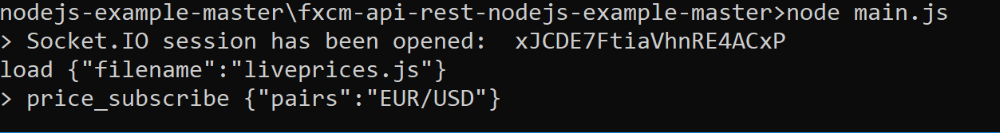 nodejs-example-master\fxcm-api-rest-nodejs-example-master>node main.js
> Socket.IO session has been opened:  xJCDE7FtiaVhnRE4ACxP
load {"filename":"liveprices.js"}
> price_subscribe {"pairs":"EUR/USD"}